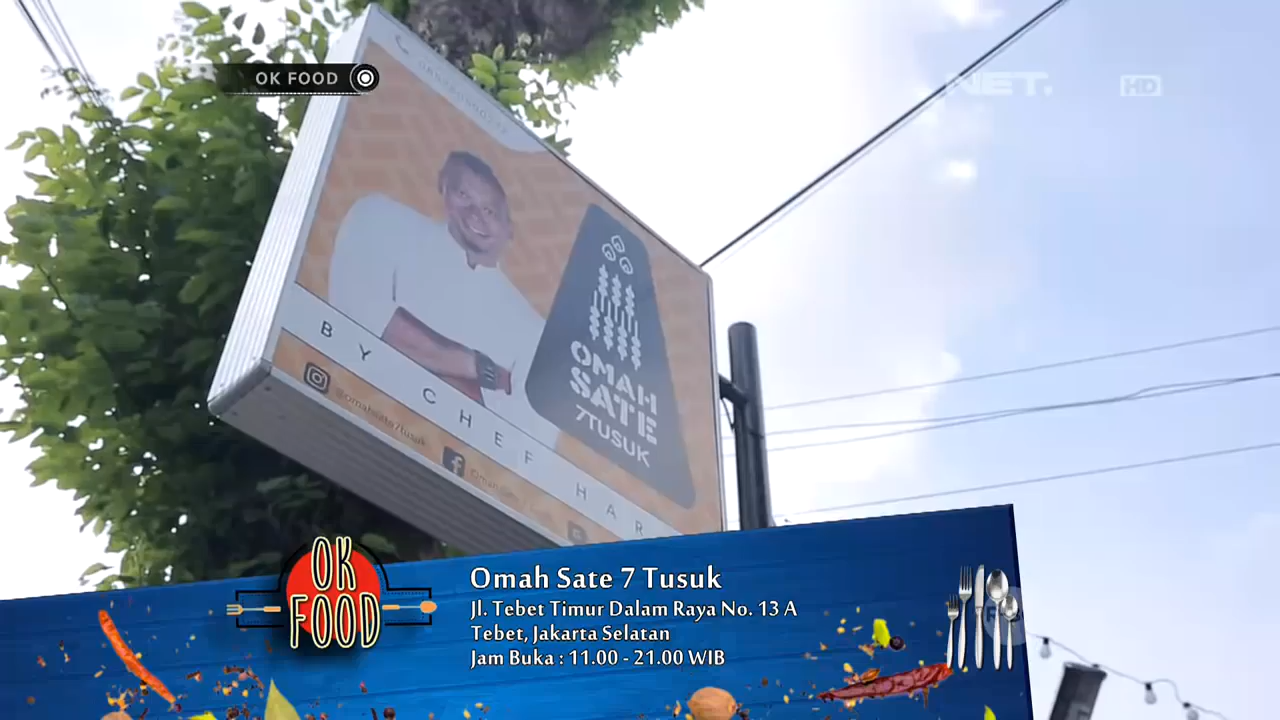 OK FOOD
NET.
HD
OMAH
SATE
7TUSUK
BY CHEF HAR
@omahsate7tusuk
OK
FOOD
Omah Sate 7 Tusuk
Jl. Tebet Timur Dalam Raya No. 13 A
Tebet, Jakarta Selatan
Jam Buka : 11.00 - 21.00 WIB